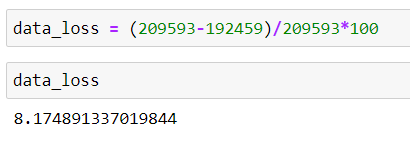 data_loss = (209593-192459)/209593*100
data_loss
8.174891337019844